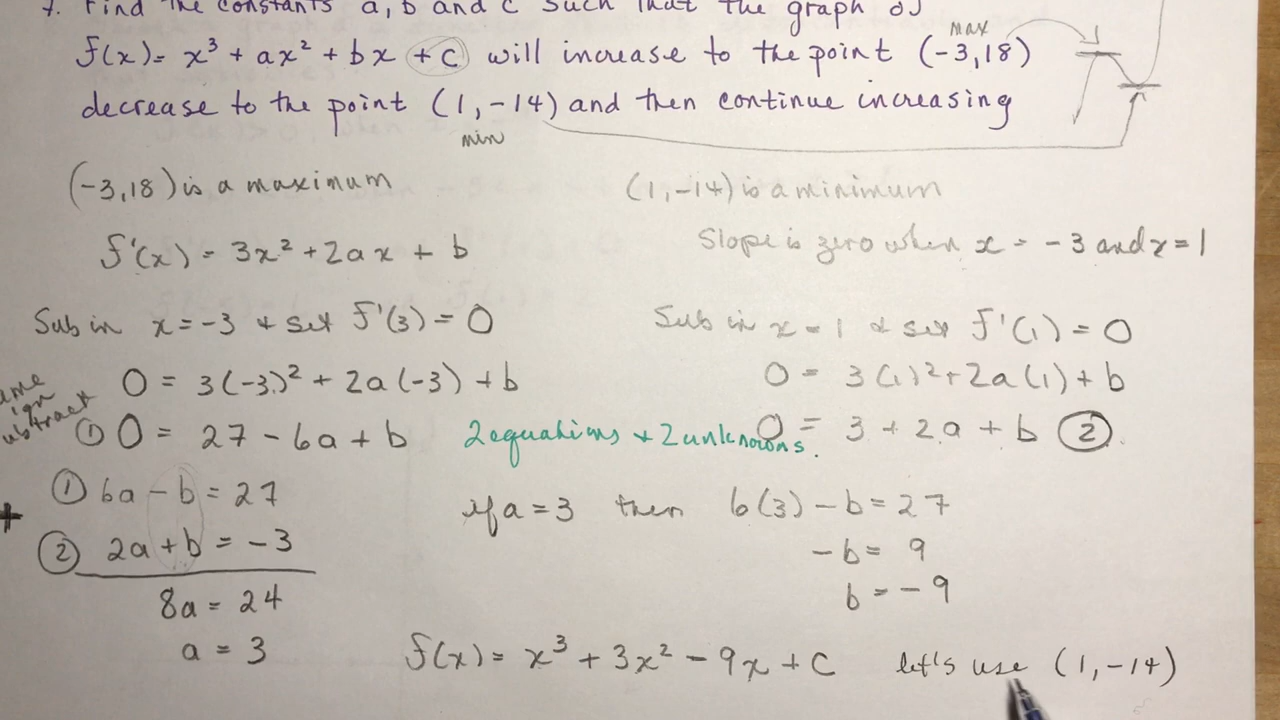 7. Find the constants a, b and c such that the graph of
f(x) = x³ + ax² + bx + c will increase to the point (-3,18)
max
decrease to the point (1,-14) and then continue increasing
min
(-3,18) is a maximum
(1,-14) is a minimum
f'(x) = 3x² + 2ax + b
Slope is zero when x = -3 and x = 1
Sub in x = -3 + set f'(3) = 0
Sub in x = 1 + set f'(1) = 0
0 = 3(-3)² + 2a(-3) + b
0 = 3(1)² + 2a(1) + b
① 0 = 27 - 6a + b
2 equations + 2 unknowns.
0 = 3 + 2a + b ②
① 6a - b = 27
+
② 2a + b = -3
8a = 24
a = 3
if a = 3 then 6(3) - b = 27
-b = 9
b = -9
f(x) = x³ + 3x² - 9x + c let's use (1,-14)